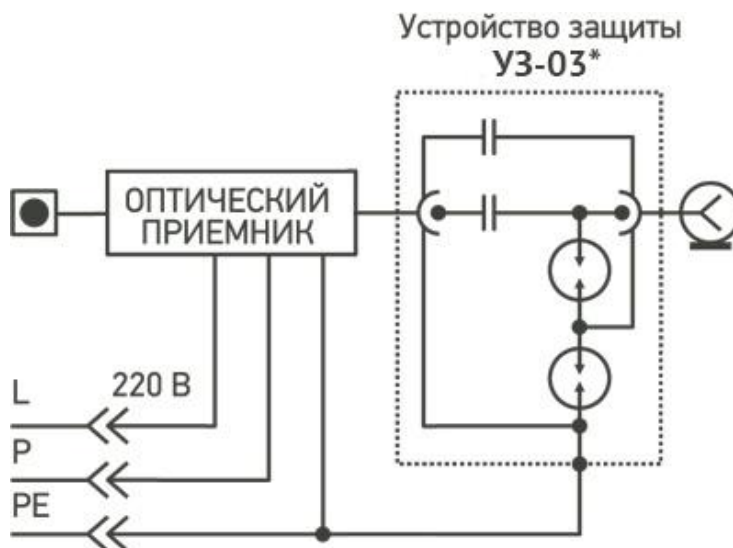 Устройство защиты
УЗ-03*
ОПТИЧЕСКИЙ
ПРИЕМНИК
L
220 В
P
PE